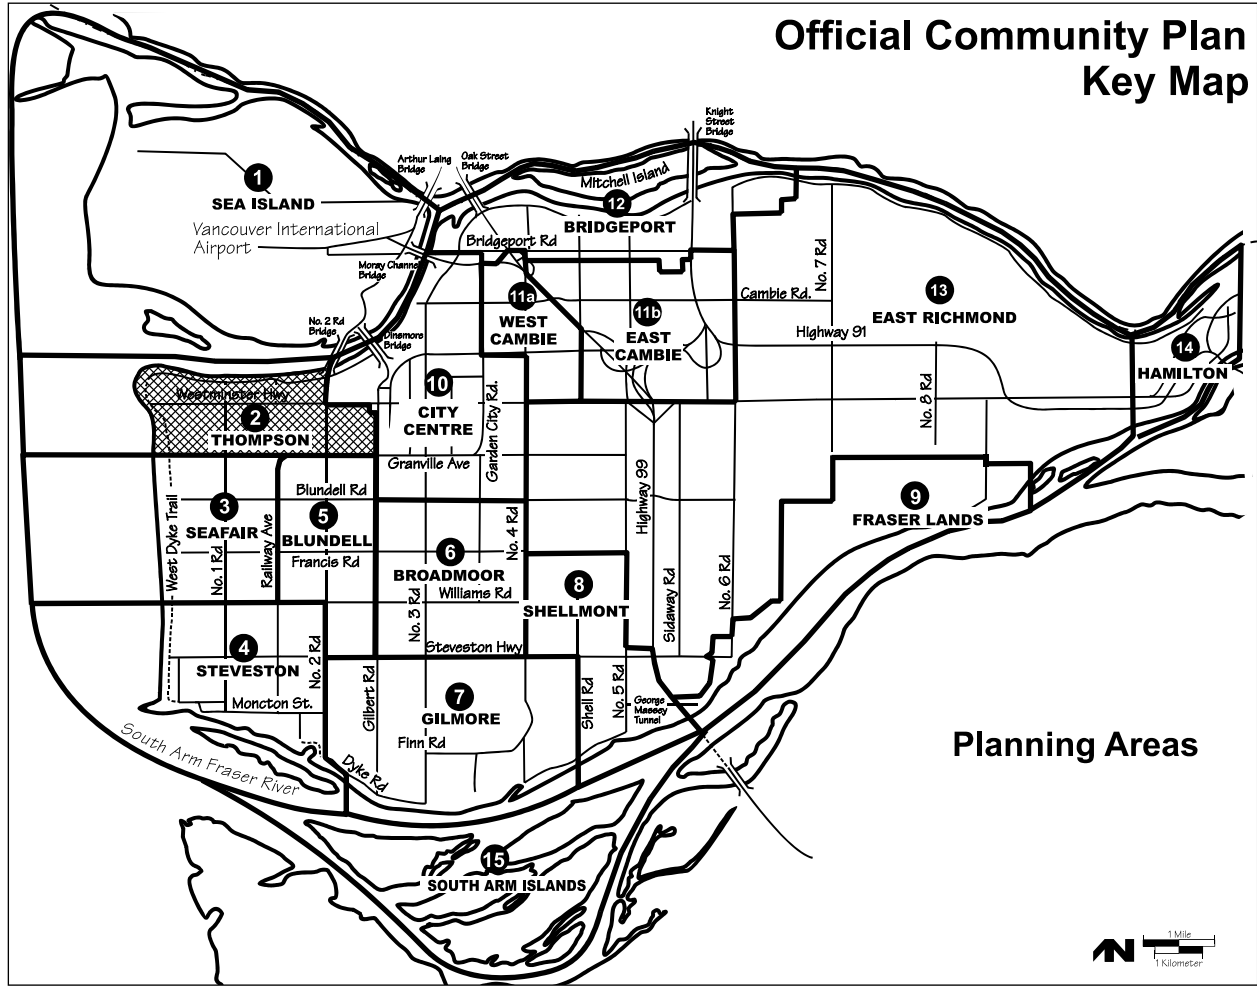 Official Community Plan
Key Map
Knight
Street
Bridge
Arthur Laing
Bridge
Oak Street
Bridge
Mitchell Island
1
SEA ISLAND
12
BRIDGEPORT
Vancouver International
Airport
Bridgeport Rd
Moray Channel
Bridge
No. 7 Rd
11a
WEST
CAMBIE
11b
EAST
CAMBIE
Cambie Rd.
13
EAST RICHMOND
Highway 91
No. 2 Rd
Bridge
Dinsmore
Bridge
14
HAMILTON
Westminster Hwy
10
CITY
CENTRE
Garden City Rd.
No. 8 Rd
2
THOMPSON
Granville Ave
Highway 99
Blundell Rd
9
FRASER LANDS
West Dyke Trail
3
SEAFAIR
Railway Ave
5
BLUNDELL
No. 4 Rd
No. 1 Rd
Francis Rd
6
BROADMOOR
Williams Rd
8
SHELLMONT
No. 6 Rd
Sidaway Rd
No. 3 Rd
Steveston Hwy
4
STEVESTON
No. 2 Rd
Moncton St.
Gilbert Rd
7
GILMORE
Shell Rd
No. 5 Rd
George
Massey
Tunnel
Finn Rd
Dyke Rd
South Arm Fraser River
Planning Areas
15
SOUTH ARM ISLANDS
N
1 Mile
1 Kilometer